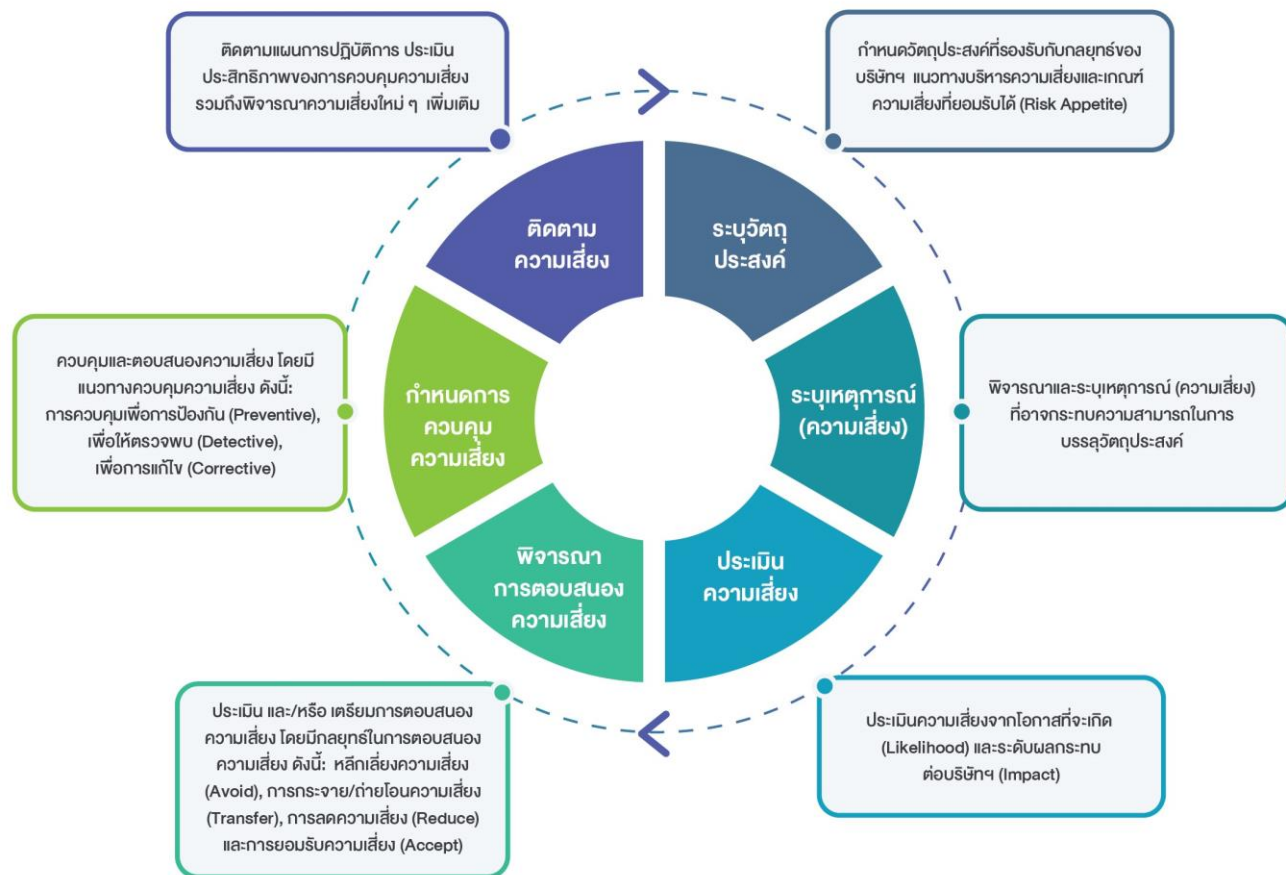 ติดตามแผนการปฏิบัติการ ประเมิน
ประสิทธิภาพของการควบคุมความเสี่ยง
รวมถึงพิจารณาความเสี่ยงใหม่ ๆ เพิ่มเติม
กำหนดวัตถุประสงค์ที่รองรับกับกลยุทธ์ของ
บริษัทฯ แนวทางบริหารความเสี่ยงและเกณฑ์
ความเสี่ยงที่ยอมรับได้ (Risk Appetite)
ติดตาม
ความเสี่ยง
ระบุวัตถุ
ประสงค์
ควบคุมและตอบสนองความเสี่ยง โดยมี
แนวทางควบคุมความเสี่ยง ดังนี้:
การควบคุมเพื่อการป้องกัน (Preventive),
เพื่อให้ตรวจพบ (Detective),
เพื่อการแก้ไข (Corrective)
กำหนดการ
ควบคุม
ความเสี่ยง
ระบุเหตุการณ์
(ความเสี่ยง)
พิจารณาและระบุเหตุการณ์ (ความเสี่ยง)
ที่อาจกระทบความสามารถในการ
บรรลุวัตถุประสงค์
พิจารณา
การตอบสนอง
ความเสี่ยง
ประเมิน
ความเสี่ยง
ประเมิน และ/หรือ เตรียมการตอบสนอง
ความเสี่ยง โดยมีกลยุทธ์ในการตอบสนอง
ความเสี่ยง ดังนี้: หลีกเลี่ยงความเสี่ยง
(Avoid), การกระจาย/ถ่ายโอนความเสี่ยง
(Transfer), การลดความเสี่ยง (Reduce)
และการยอมรับความเสี่ยง (Accept)
ประเมินความเสี่ยงจากโอกาสที่จะเกิด
(Likelihood) และระดับผลกระทบ
ต่อบริษัทฯ (Impact)